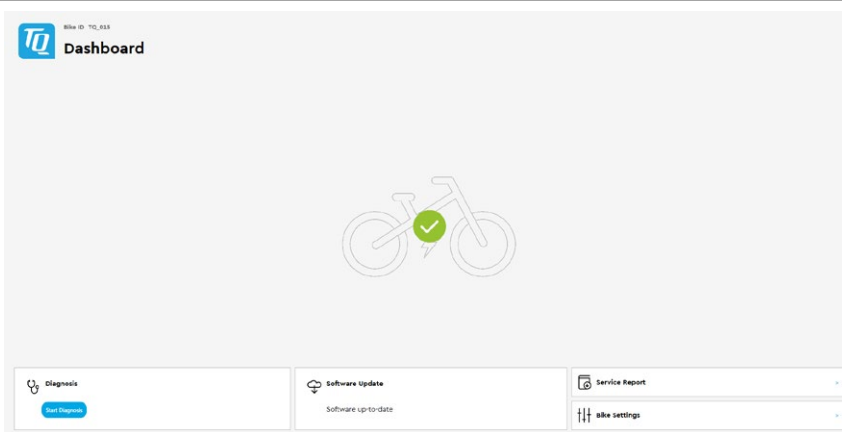 TQ
Bike ID TQ_015
Dashboard
Diagnosis
Start Diagnosis
Software Update
Software up-to-date
Service Report
Bike Settings